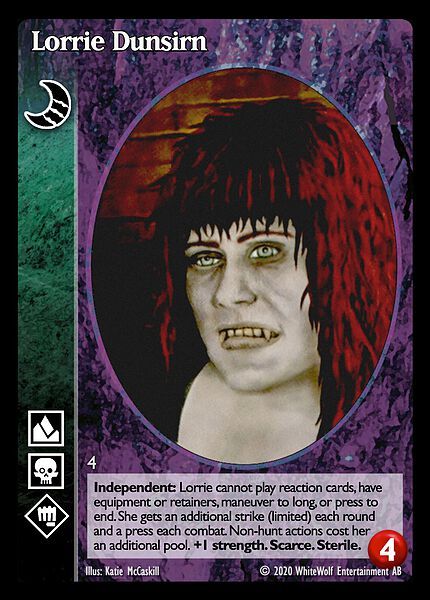 Lorrie Dunsirn
4
Independent: Lorrie cannot play reaction cards, have
equipment or retainers, maneuver to long, or press to
end. She gets an additional strike (limited) each round
and a press each combat. Non-hunt actions cost her
an additional pool. +1 strength. Scarce. Sterile.
4
Illus: Katie McCaskill
© 2020 WhiteWolf Entertainment AB